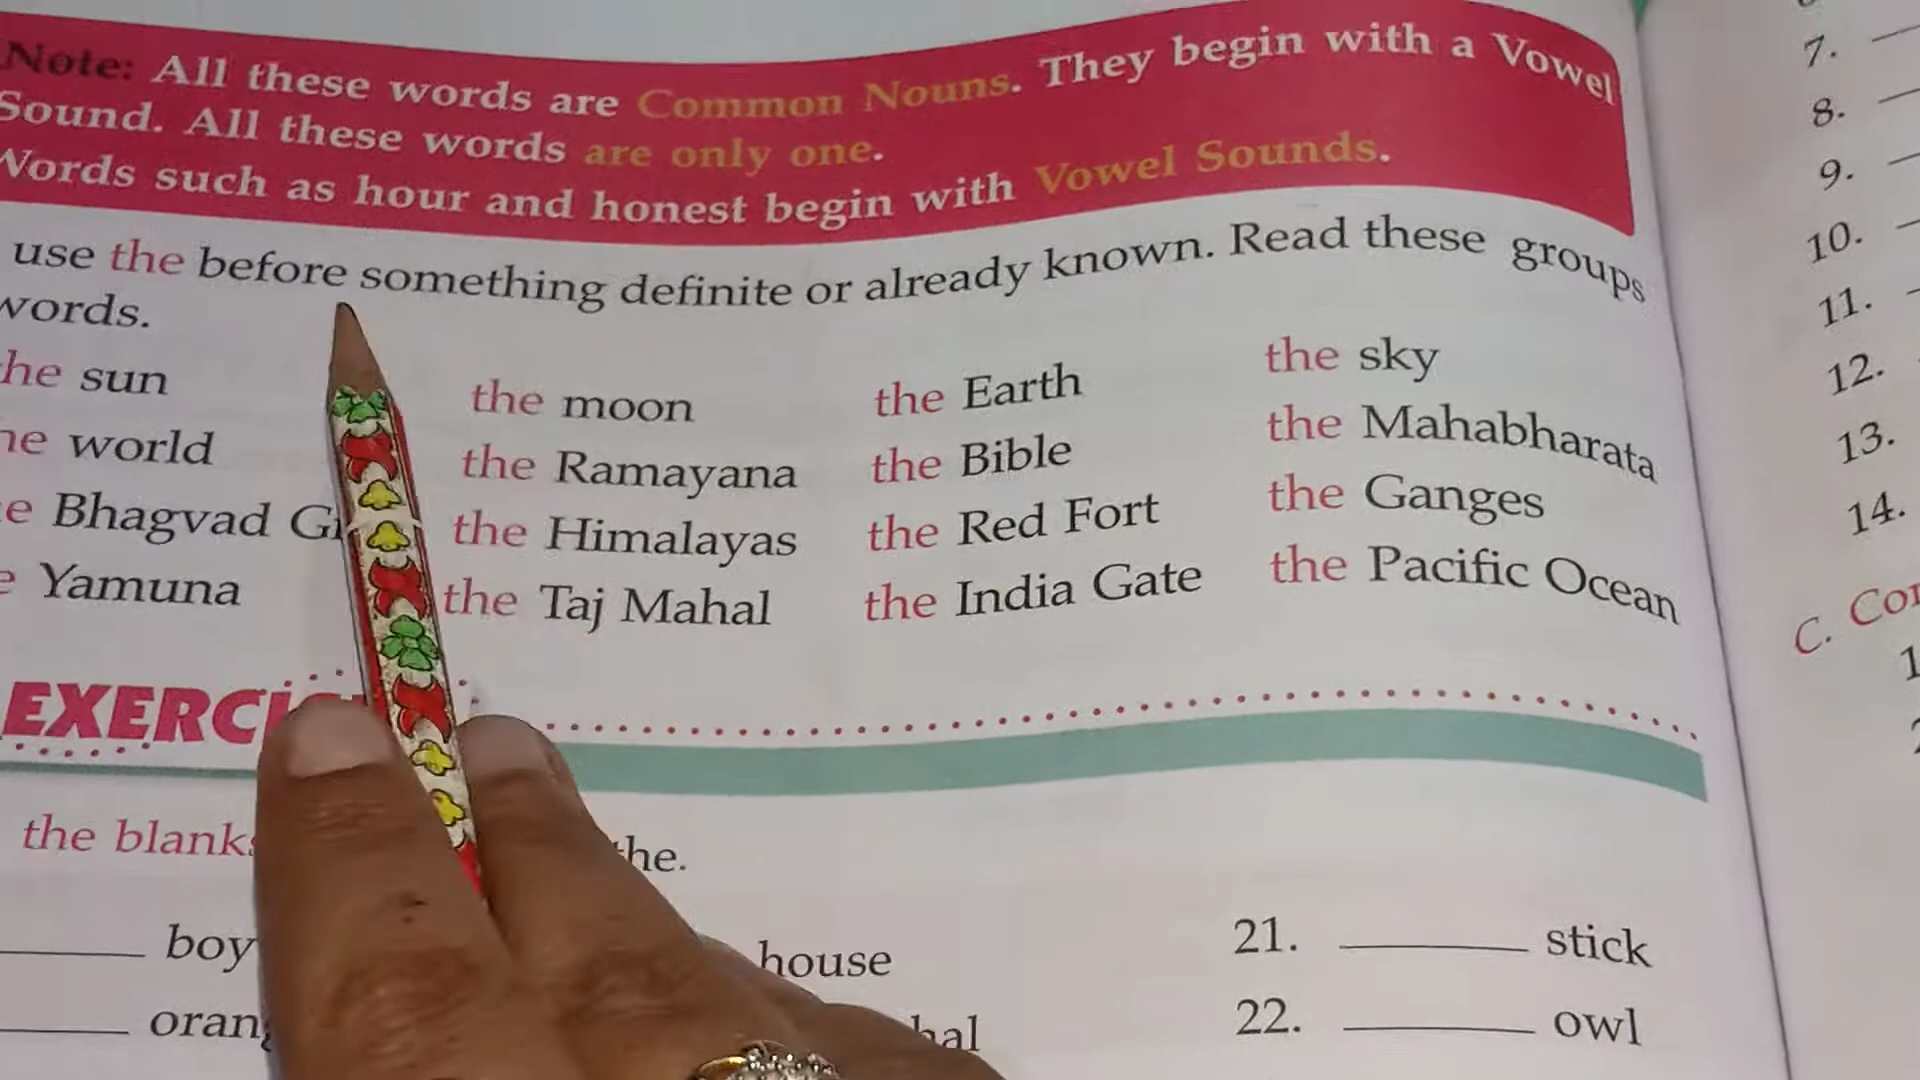 Note: All these words are Common Nouns. They begin with a Vowel
Sound. All these words are only one.
Words such as hour and honest begin with Vowel Sounds.
use the before something definite or already known. Read these groups
words.
the sun the moon the Earth the sky
the world the Ramayana the Bible the Mahabharata
Bhagvad the Himalayas the Red Fort the Ganges
Yamuna the Taj Mahal the India Gate the Pacific Ocean
the blanks the.
boy house 21. stick
22. owl
7.
8.
9.
10.
11.
12.
13.
14.
C.